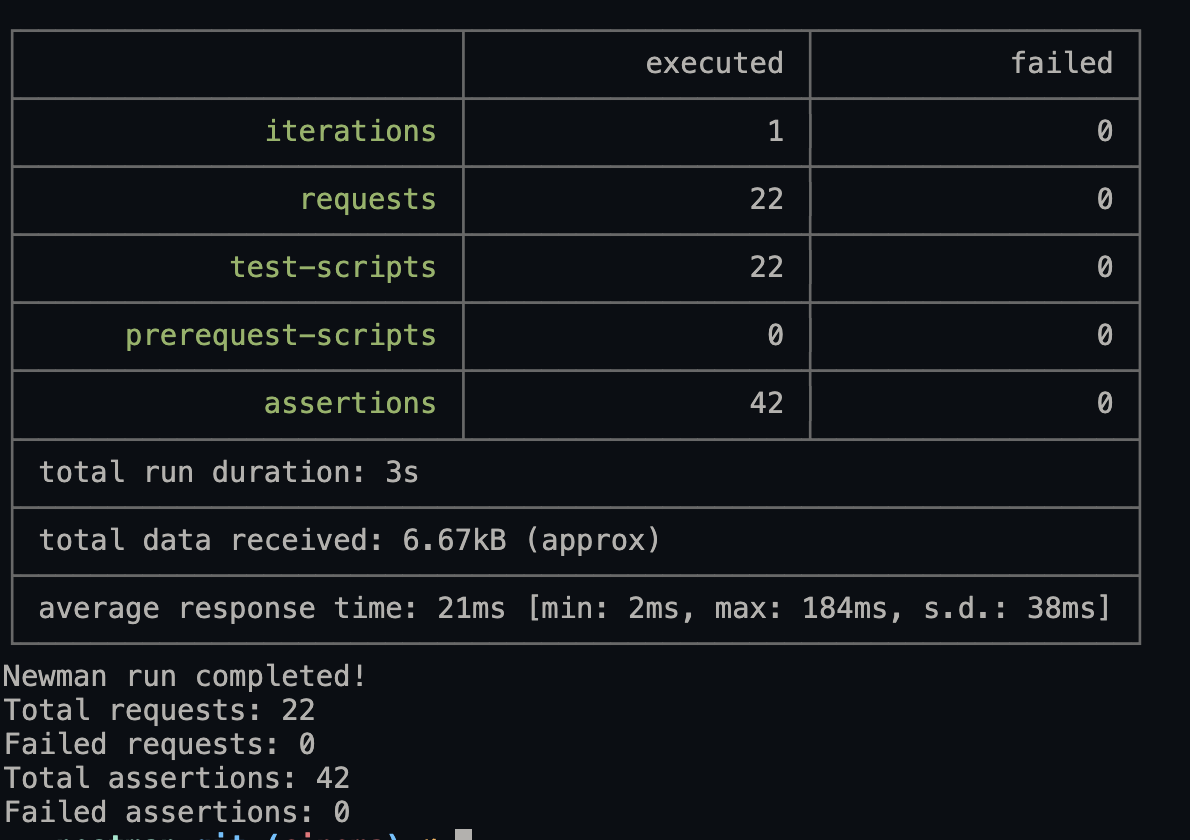 executed failed
iterations 1 0
requests 22 0
test-scripts 22 0
prerequest-scripts 0 0
assertions 42 0
total run duration: 3s
total data received: 6.67kB (approx)
average response time: 21ms [min: 2ms, max: 184ms, s.d.: 38ms]
Newman run completed!
Total requests: 22
Failed requests: 0
Total assertions: 42
Failed assertions: 0